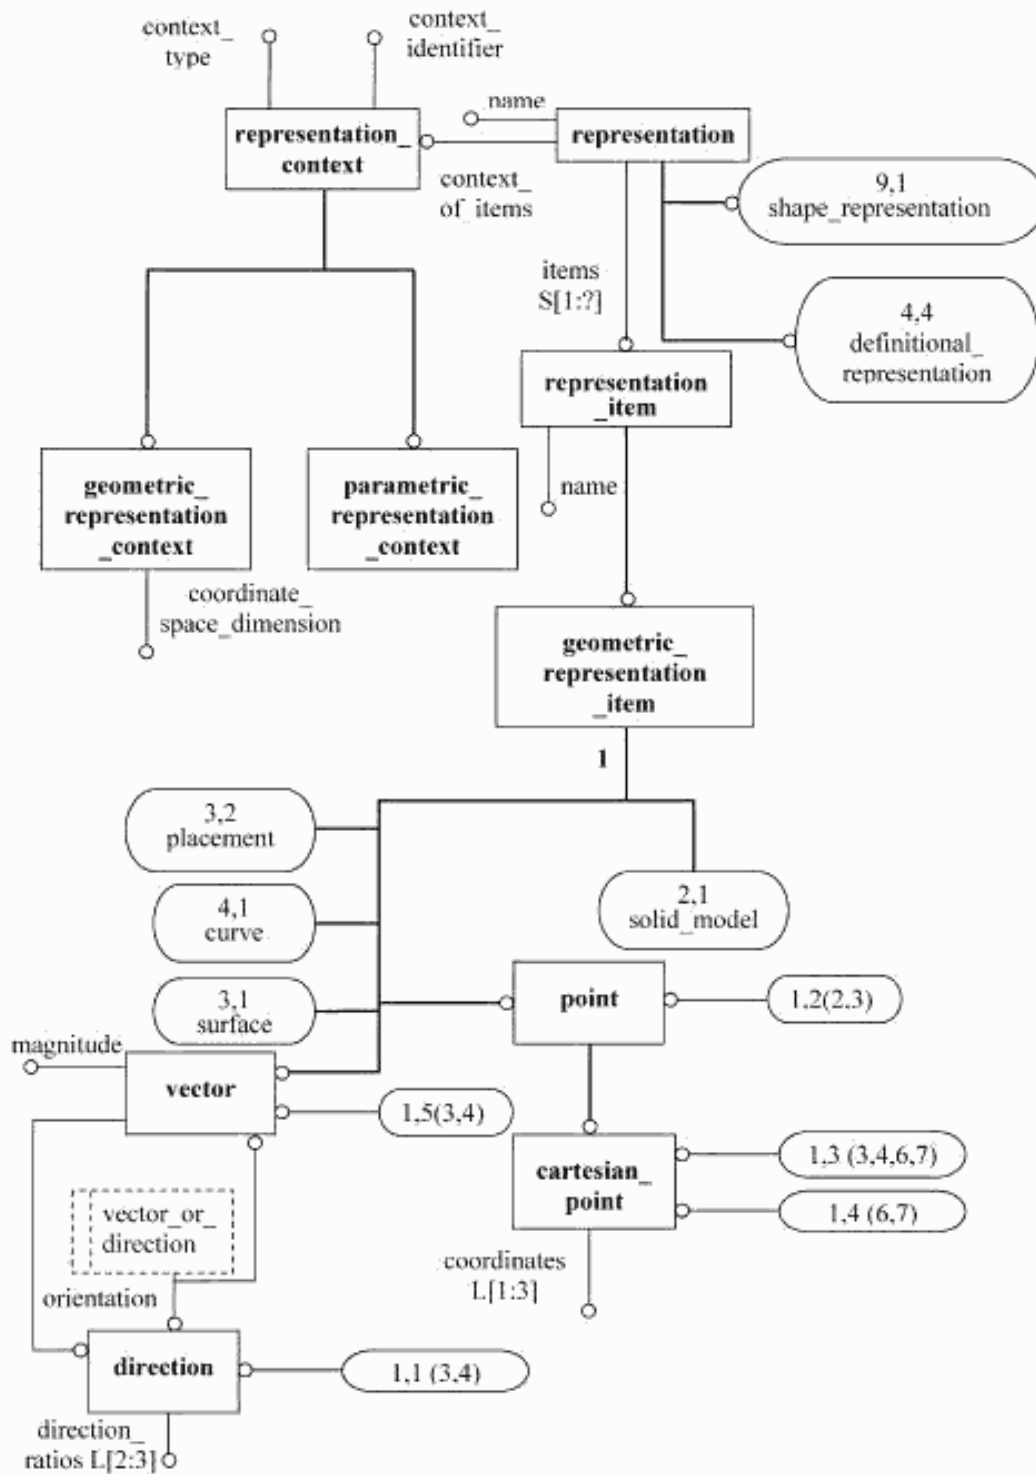 context_
type
context_
identifier
name
representation_
context
representation
context_
of_items
9,1
shape_representation
items
S[1:?]
4,4
definitional_
representation
representation
_item
name
geometric_
representation
_context
parametric_
representation
_context
coordinate_
space_dimension
geometric_
representation
_item
1
3,2
placement
4,1
curve
2,1
solid_model
3,1
surface
point
1,2(2,3)
magnitude
vector
1,5(3,4)
cartesian_
point
1,3 (3,4,6,7)
1,4 (6,7)
vector_or_
direction
coordinates
L[1:3]
orientation
direction
1,1 (3,4)
direction_
ratios L[2:3]